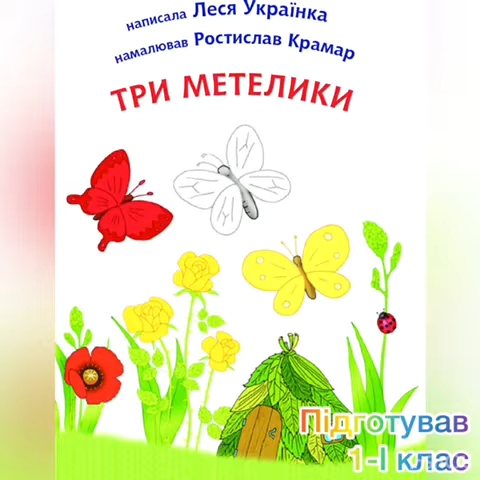 написала Леся Українка
намалював Ростислав Крамар
ТРИ МЕТЕЛИКИ
Підготував
1-І клас